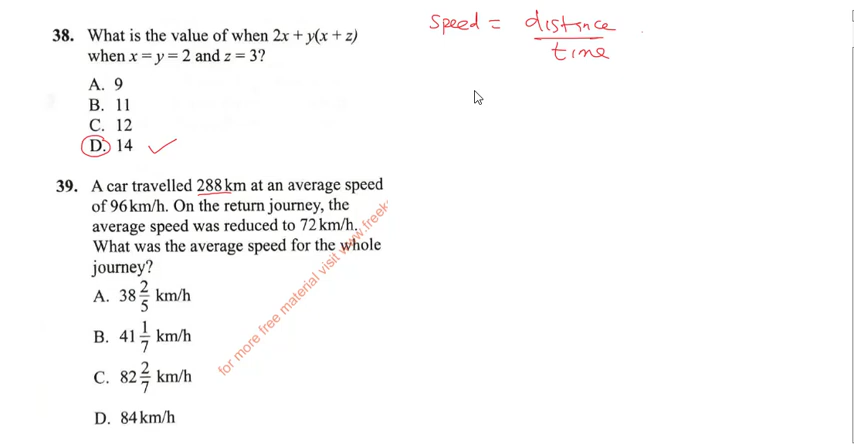 38. What is the value of when 2x + y(x + z)
when x = y = 2 and z = 3?
A. 9
B. 11
C. 12
D. 14
39. A car travelled 288 km at an average speed
of 96 km/h. On the return journey, the
average speed was reduced to 72 km/h.
What was the average speed for the whole
journey?
A. 38 2/5 km/h
B. 41 1/7 km/h
C. 82 2/7 km/h
D. 84 km/h
Speed = distance
time
for more free material visit www.freek